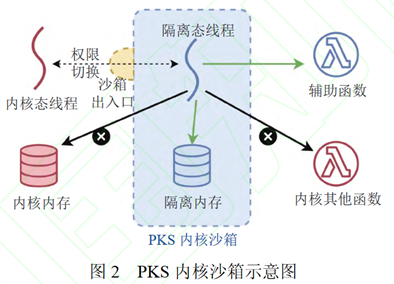 隔离态线程
权限
切换
沙箱
出入口
内核态线程
辅助函数
内核内存
隔离内存
内核其他函数
PKS 内核沙箱
图 2 PKS 内核沙箱示意图